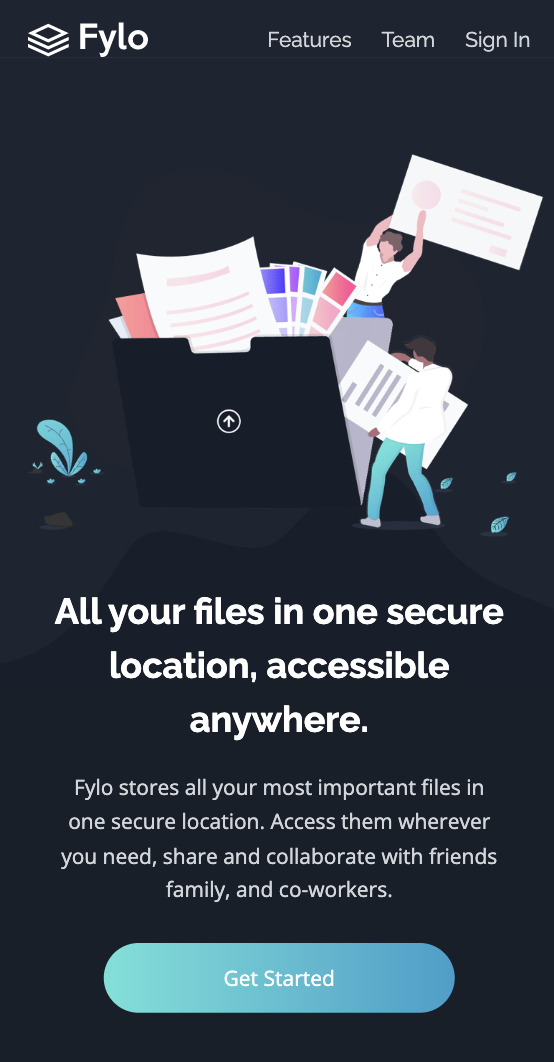 Fylo
Features Team Sign In
All your files in one secure
location, accessible
anywhere.
Fylo stores all your most important files in
one secure location. Access them wherever
you need, share and collaborate with friends
family, and co-workers.
Get Started